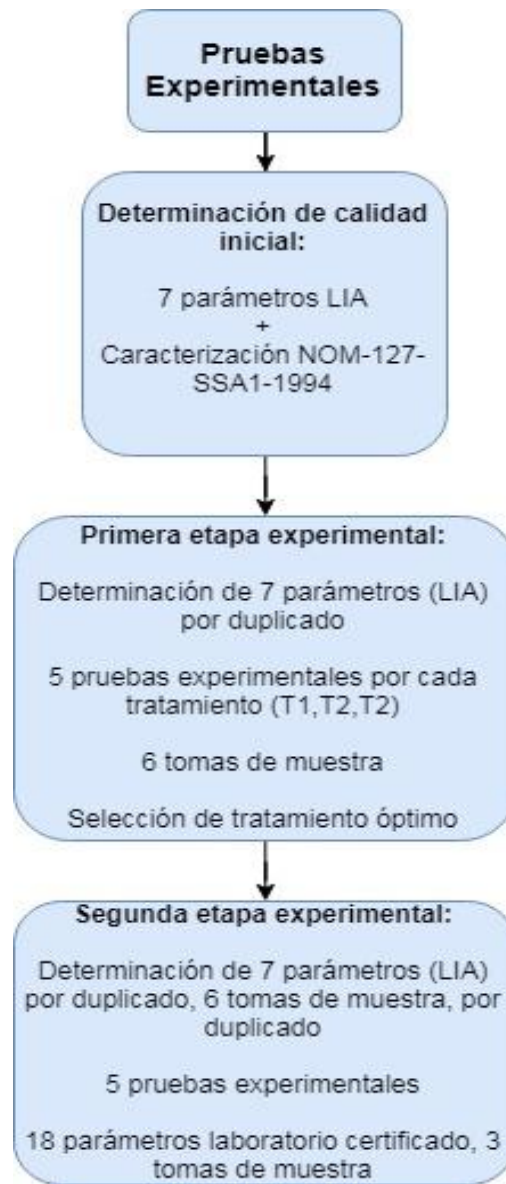 Pruebas
Experimentales
Determinación de calidad
inicial:
7 parámetros LIA
+
Caracterización NOM-127-
SSA1-1994
Primera etapa experimental:
Determinación de 7 parámetros (LIA)
por duplicado
5 pruebas experimentales por cada
tratamiento (T1,T2,T2)
6 tomas de muestra
Selección de tratamiento óptimo
Segunda etapa experimental:
Determinación de 7 parámetros (LIA)
por duplicado, 6 tomas de muestra, por
duplicado
5 pruebas experimentales
18 parámetros laboratorio certificado, 3
tomas de muestra